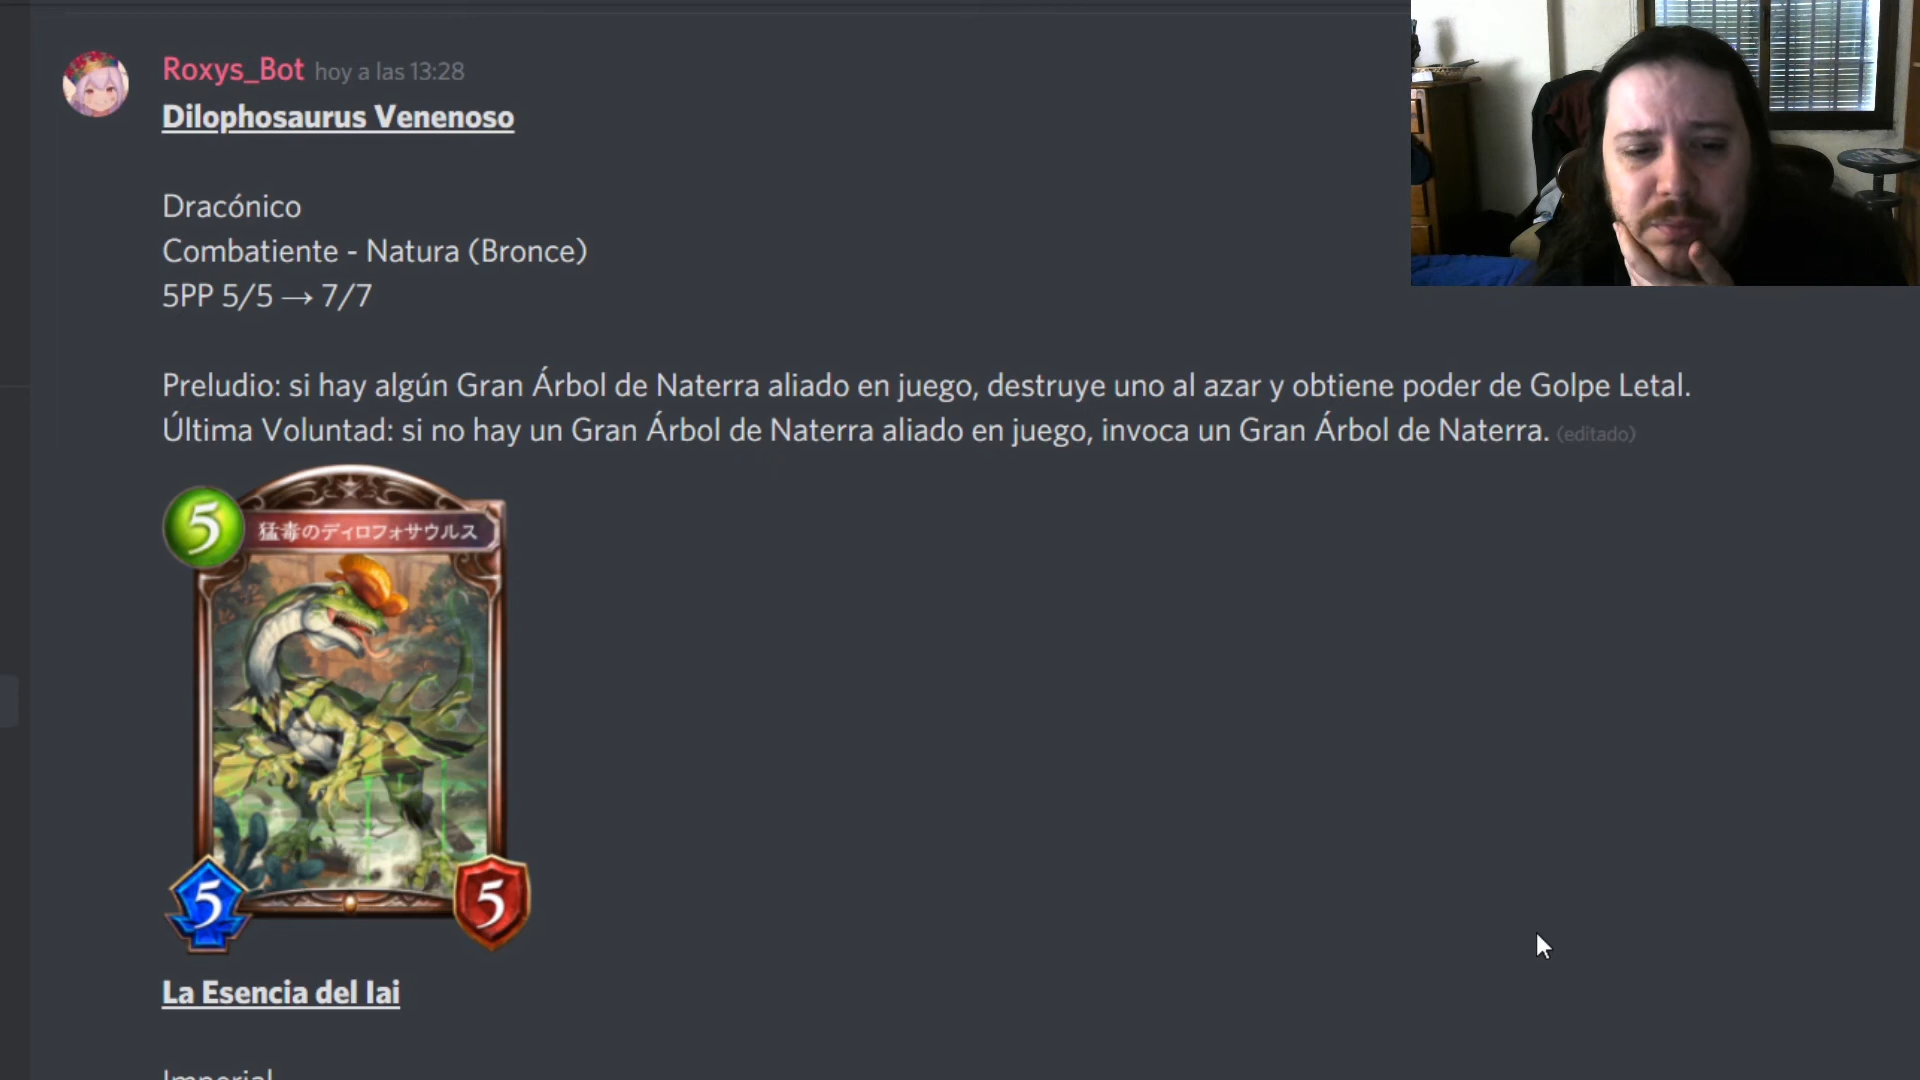 Roxys_Bot hoy a las 13:28
Dilophosaurus Venenoso
Dracónico
Combatiente - Natura (Bronce)
5PP 5/5 → 7/7
Preludio: si hay algún Gran Árbol de Naterra aliado en juego, destruye uno al azar y obtiene poder de Golpe Letal.
Última Voluntad: si no hay un Gran Árbol de Naterra aliado en juego, invoca un Gran Árbol de Naterra. (editado)
5
猛毒のディロフォサウルス
5 5
La Esencia del Iai
Imperial